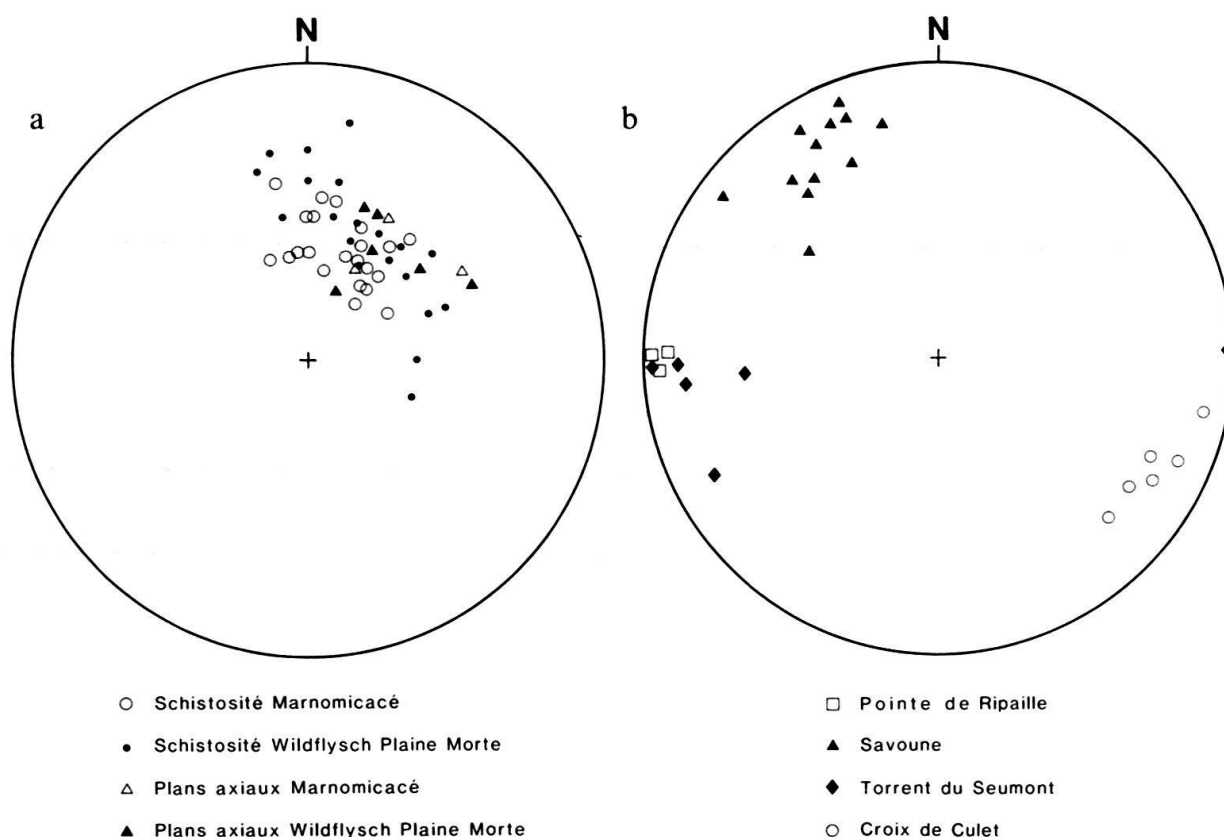 N
N
a
b
Schistosité Marnomicacé
Schistosité Wildflysch Plaine Morte
Plans axiaux Marnomicacé
Plans axiaux Wildflysch Plaine Morte
Pointe de Ripaille
Savoune
Torrent du Seumont
Croix de Culet